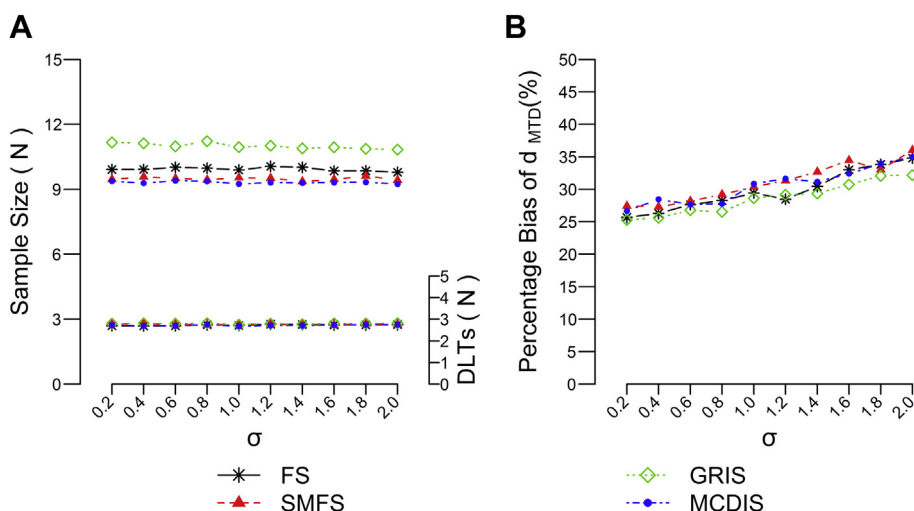 A
Sample Size ( N )
15
12
9
6
3
0
DLTs ( N )
5
4
3
2
1
0
0.2 0.4 0.6 0.8 1.0 1.2 1.4 1.6 1.8 2.0
σ
B
Percentage Bias of d MTD(%)
50
45
40
35
30
25
20
15
10
5
0
0.2 0.4 0.6 0.8 1.0 1.2 1.4 1.6 1.8 2.0
σ
FS
SMFS
GRIS
MCDIS